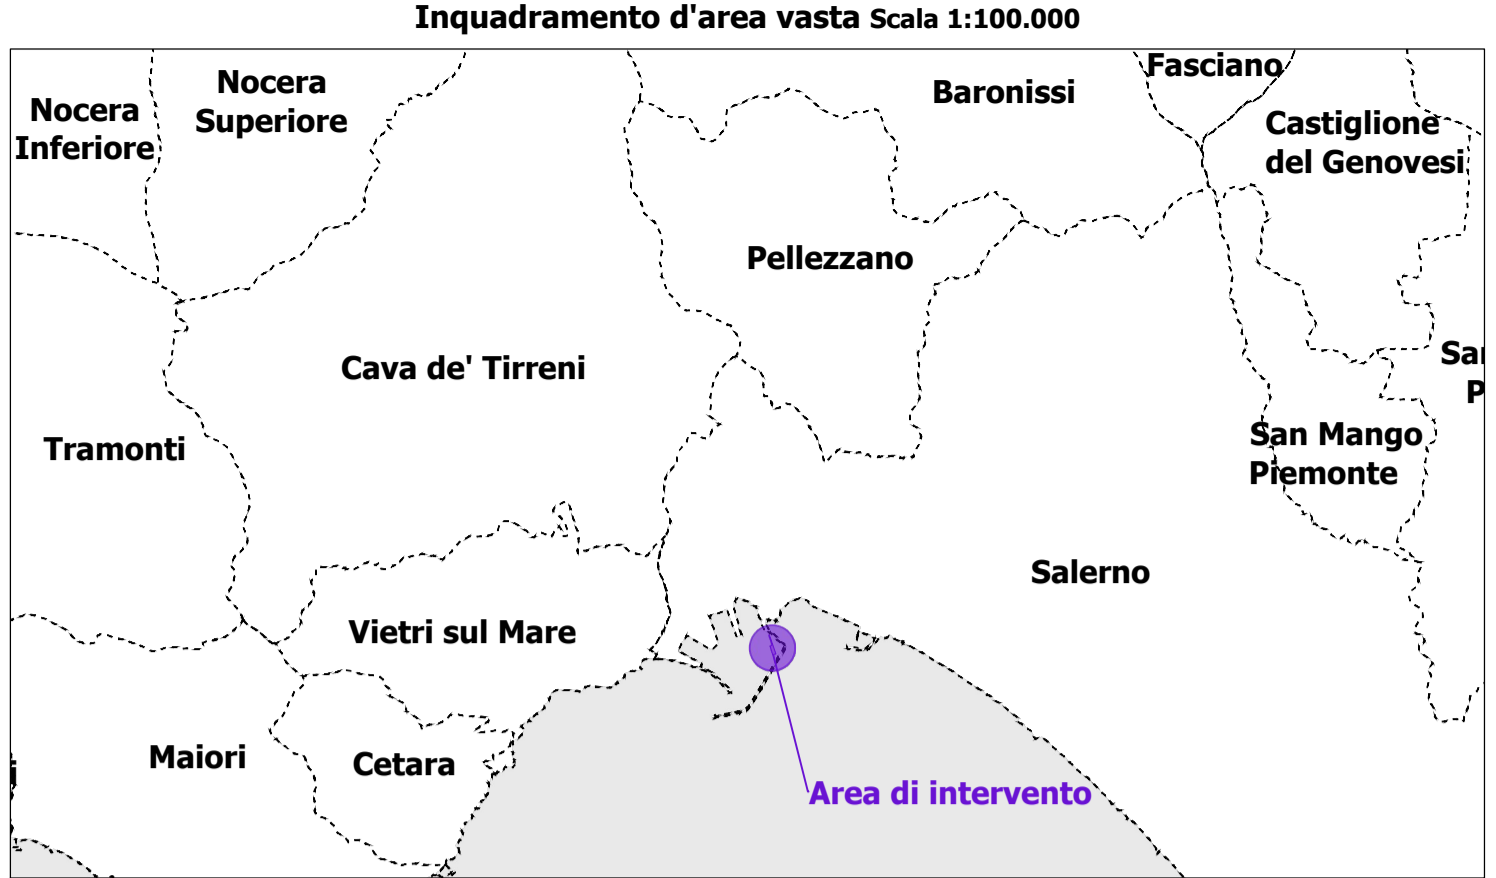 Inquadramento d'area vasta Scala 1:100.000
Nocera
Inferiore
Nocera
Superiore
Baronissi
Fasciano
Castiglione
del Genovesi
Pellezzano
Cava de' Tirreni
Sar
P
Tramonti
San Mango
Piemonte
Salerno
Vietri sul Mare
Maiori
Cetara
i
Area di intervento